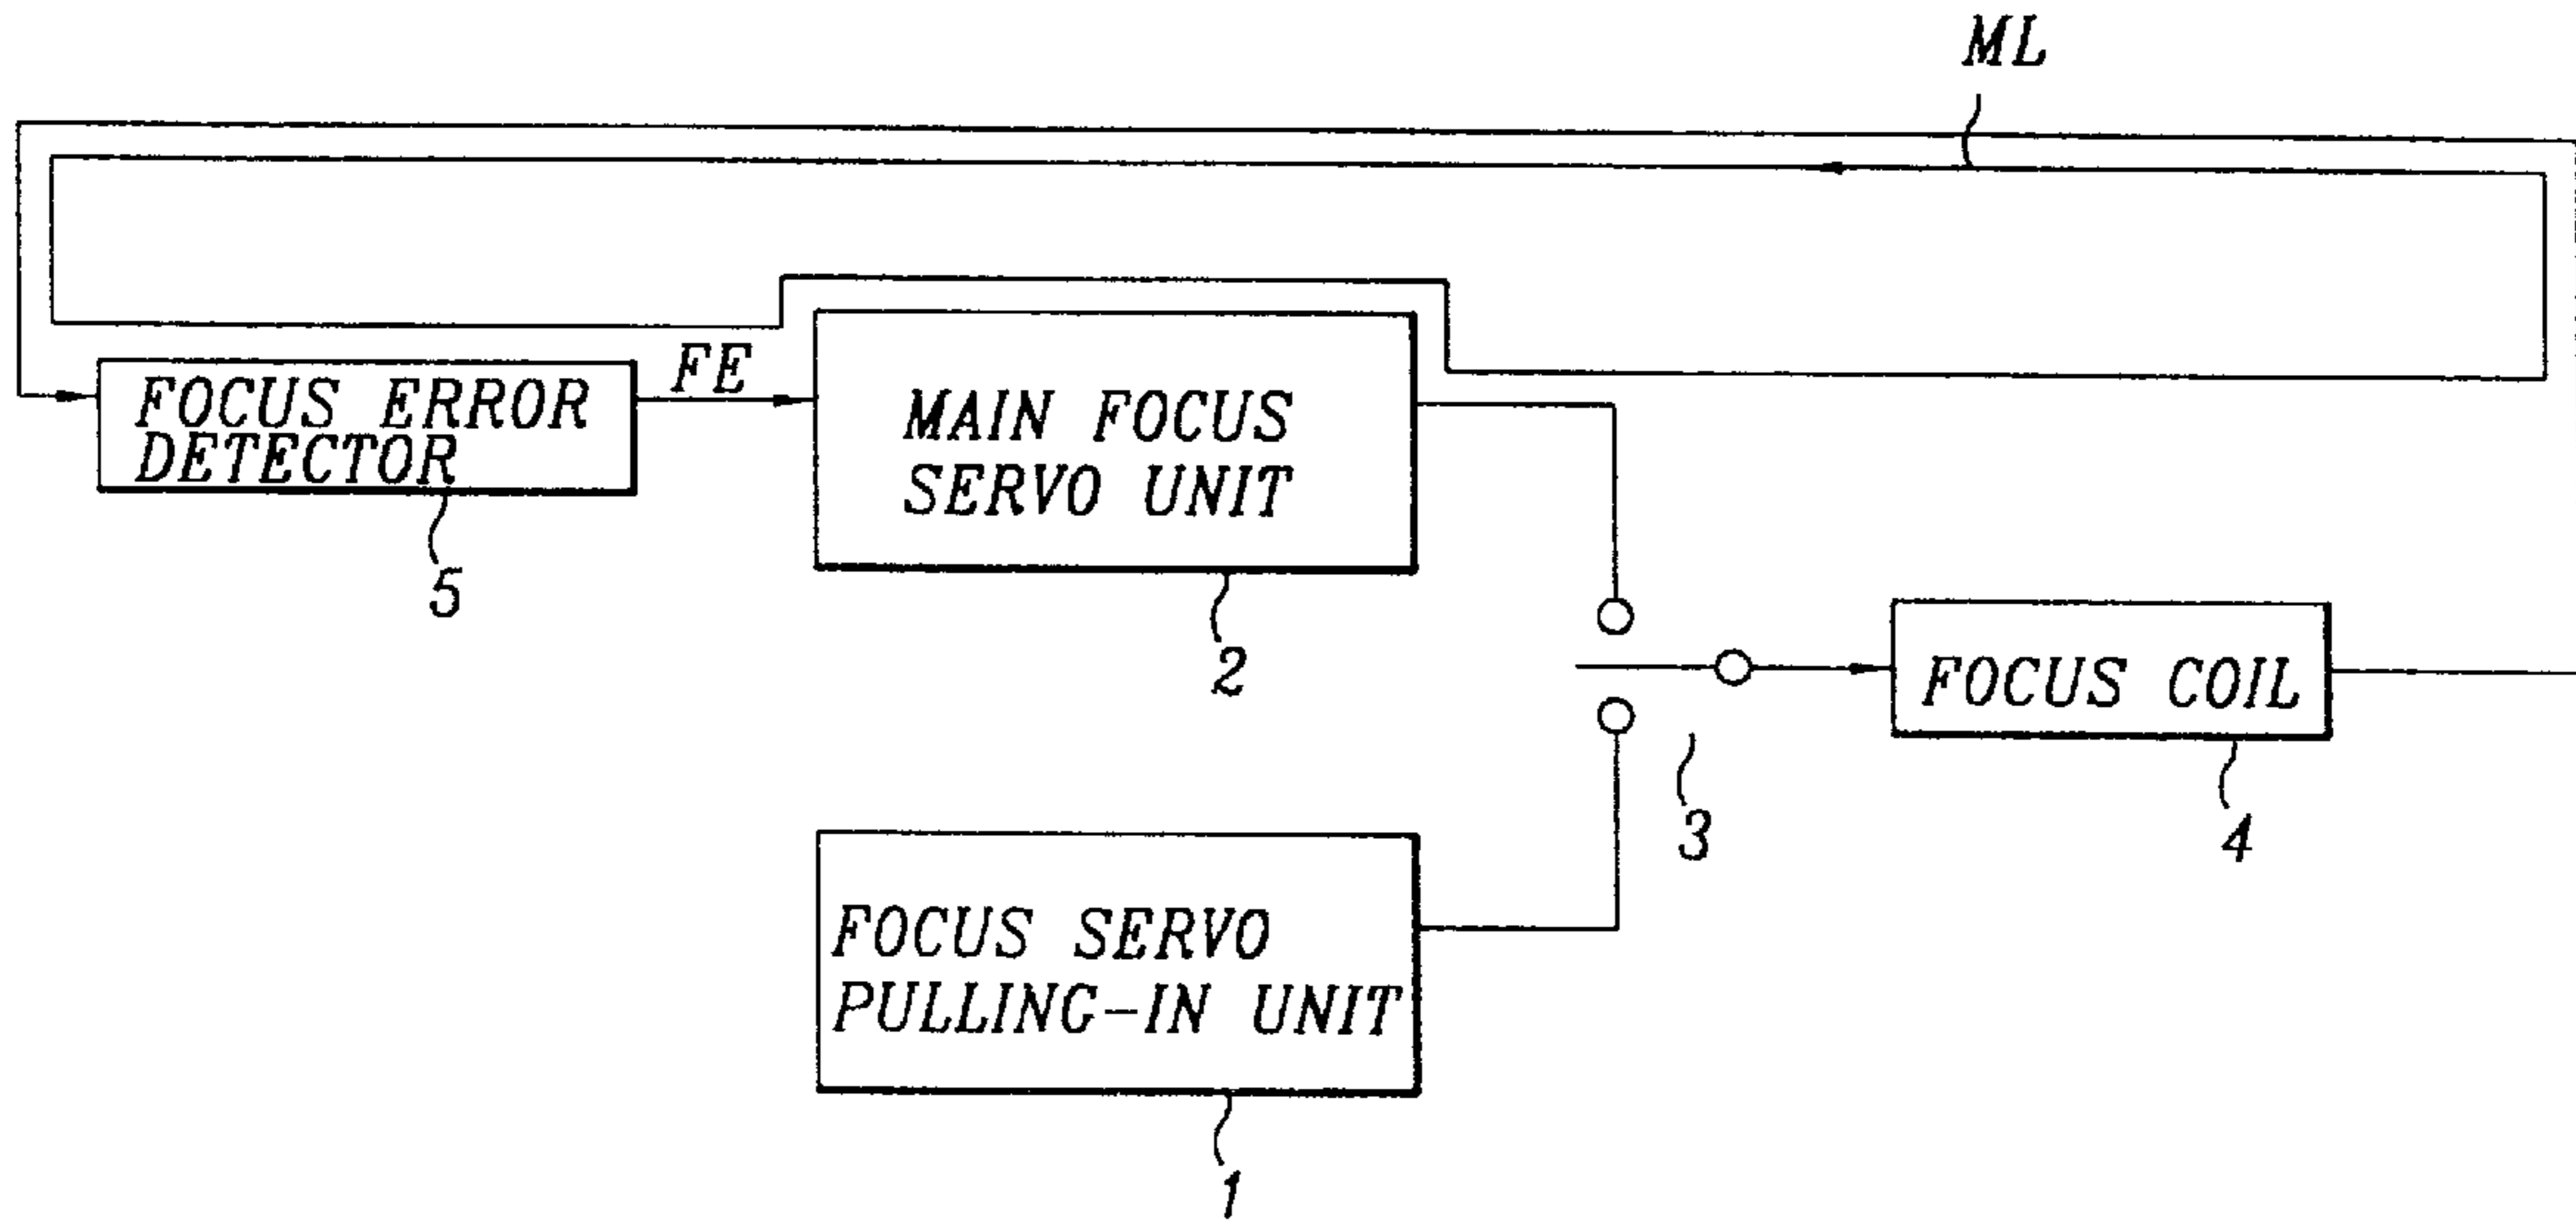 ML
FOCUS ERROR
DETECTOR
5
FE
MAIN FOCUS
SERVO UNIT
2
3
FOCUS COIL
4
FOCUS SERVO
PULLING-IN UNIT
1